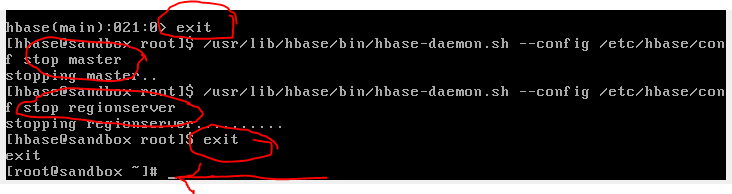 hbase(main):021:0> exit
[hbase@sandbox root]$ /usr/lib/hbase/bin/hbase-daemon.sh --config /etc/hbase/con
f stop master
stopping master..
[hbase@sandbox root]$ /usr/lib/hbase/bin/hbase-daemon.sh --config /etc/hbase/con
f stop regionserver
stopping regionserver..........
[hbase@sandbox root]$ exit
exit
[root@sandbox ~]# _